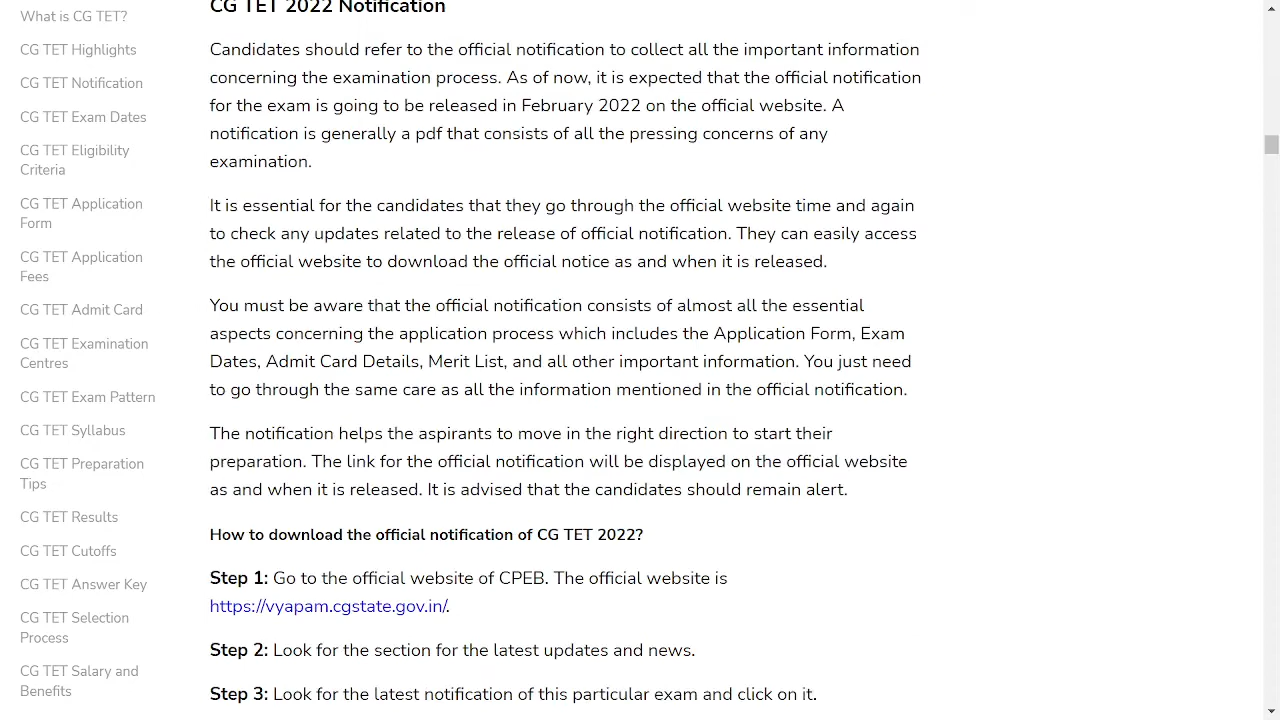 What is CG TET?
CG TET Highlights
CG TET Notification
CG TET Exam Dates
CG TET Eligibility
Criteria
CG TET Application
Form
CG TET Application
Fees
CG TET Admit Card
CG TET Examination
Centres
CG TET Exam Pattern
CG TET Syllabus
CG TET Preparation
Tips
CG TET Results
CG TET Cutoffs
CG TET Answer Key
CG TET Selection
Process
CG TET Salary and
Benefits
CG TET 2022 Notification
Candidates should refer to the official notification to collect all the important information
concerning the examination process. As of now, it is expected that the official notification
for the exam is going to be released in February 2022 on the official website. A
notification is generally a pdf that consists of all the pressing concerns of any
examination.
It is essential for the candidates that they go through the official website time and again
to check any updates related to the release of official notification. They can easily access
the official website to download the official notice as and when it is released.
You must be aware that the official notification consists of almost all the essential
aspects concerning the application process which includes the Application Form, Exam
Dates, Admit Card Details, Merit List, and all other important information. You just need
to go through the same care as all the information mentioned in the official notification.
The notification helps the aspirants to move in the right direction to start their
preparation. The link for the official notification will be displayed on the official website
as and when it is released. It is advised that the candidates should remain alert.
How to download the official notification of CG TET 2022?
Step 1: Go to the official website of CPEB. The official website is
https://vyapam.cgstate.gov.in/.
Step 2: Look for the section for the latest updates and news.
Step 3: Look for the latest notification of this particular exam and click on it.